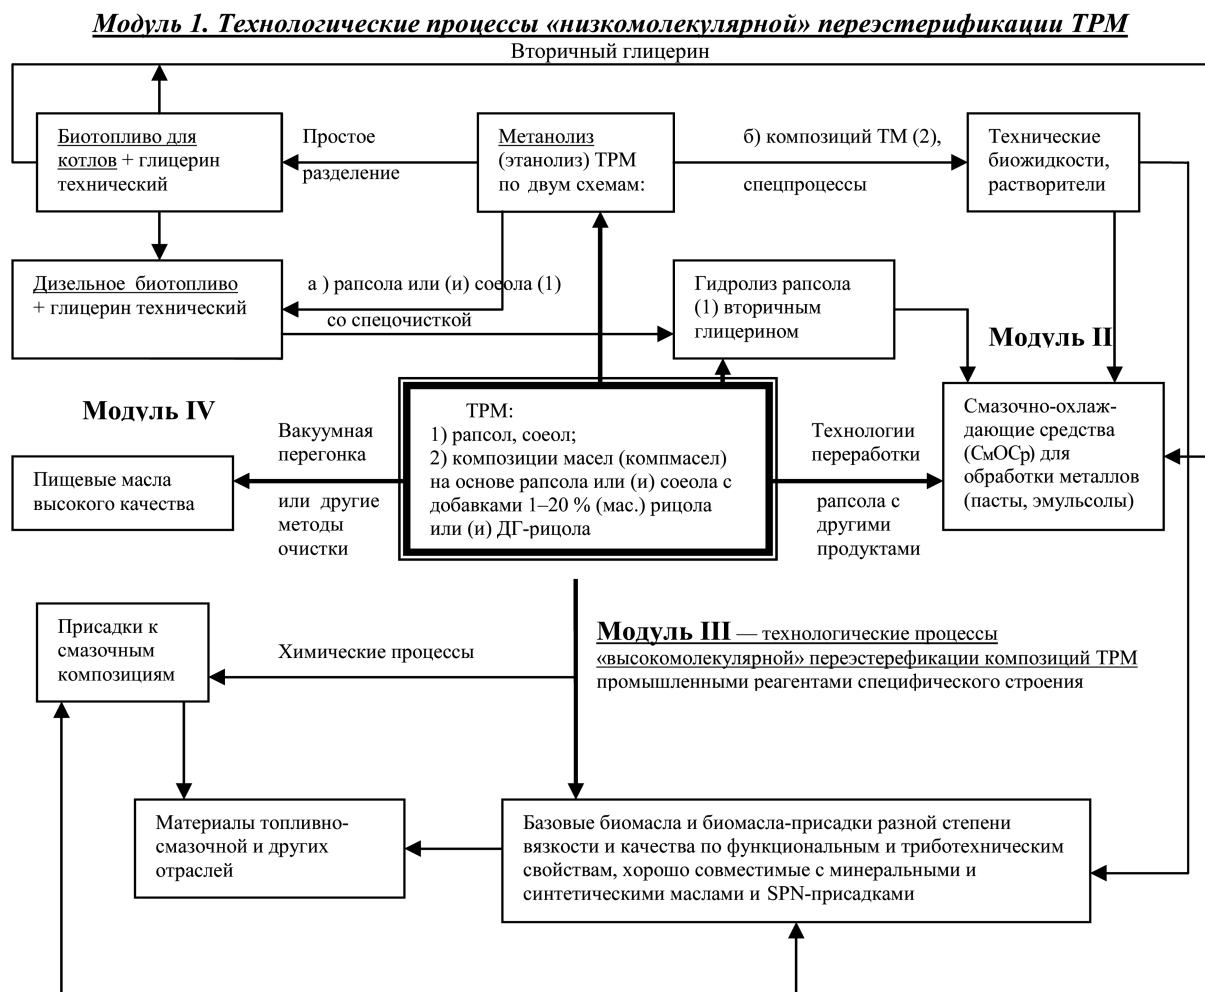 Модуль 1. Технологические процессы «низкомолекулярной» переэстерификации ТРМ
Вторичный глицерин
Биотопливо для
котлов + глицерин
технический
Простое
разделение
Метанолиз
(этанолиз) ТРМ
по двум схемам:
б) композиций ТМ (2),
спецпроцессы
Технические
биожидкости,
растворители
Дизельное биотопливо
+ глицерин технический
а ) рапсола или (и) соеола (1)
со спецочисткой
Гидролиз рапсола
(1) вторичным
глицерином
Модуль II
Модуль IV
Вакуумная
перегонка
или другие
методы
очистки
Пищевые масла
высокого качества
ТРМ:
1) рапсол, соеол;
2) композиции масел (компмасел)
на основе рапсола или (и) соеола с
добавками 1–20 % (мас.) рицола
или (и) ДГ-рицола
Технологии
переработки
рапсола с
другими
продуктами
Смазочно-охлаж-
дающие средства
(СмОСр) для
обработки металлов
(пасты, эмульсолы)
Присадки к
смазочным
композициям
Химические процессы
Модуль III — технологические процессы
«высокомолекулярной» переэстерефикации композиций ТРМ
промышленными реагентами специфического строения
Материалы топливно-
смазочной и других
отраслей
Базовые биомасла и биомасла-присадки разной степени
вязкости и качества по функциональным и триботехническим
свойствам, хорошо совместимые с минеральными и
синтетическими маслами и SPN-присадками